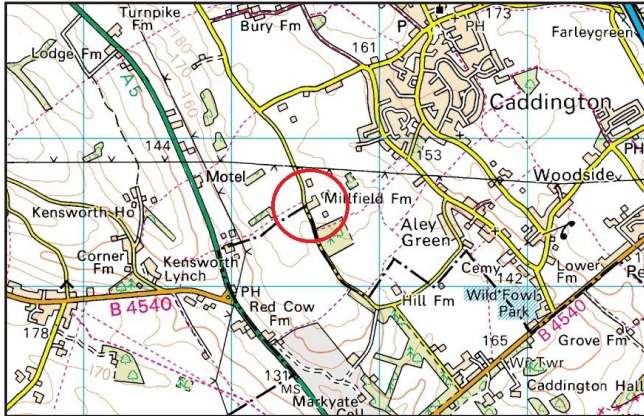 Turnpike
Fm
Bury Fm
P
PH
173
Farleygreen
Lodge Fm
A 5
180
170
160
161
Caddington
144
153
PH
Motel
Woodside
Millfield Fm
Kensworth Ho
Aley
Green
Corner
Fm
Kensworth
Lynch
Cemy
142
Lower
Fm
PH
Hill Fm
Wild Fowl
Park
B 4540
Red Cow
Fm
B 4540
178
Grove Fm
165
Wr Twr
170
131
MS
Markyate
Cell
Caddington Hall